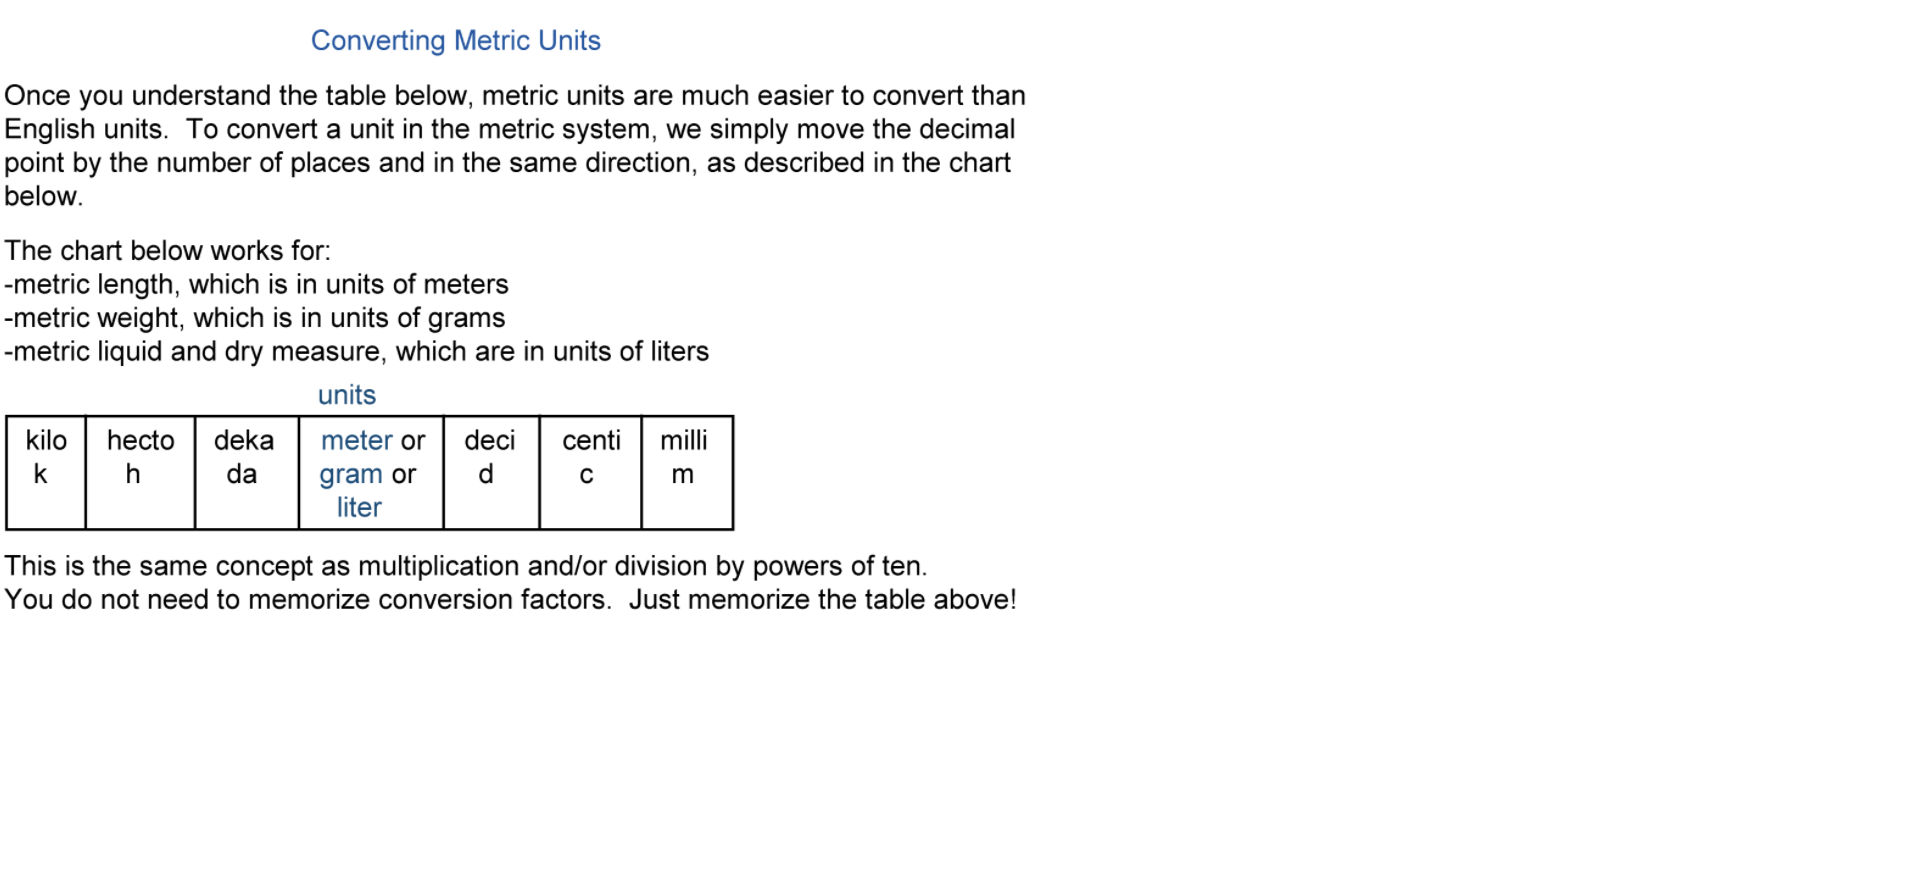 Converting Metric Units
Once you understand the table below, metric units are much easier to convert than
English units.  To convert a unit in the metric system, we simply move the decimal
point by the number of places and in the same direction, as described in the chart
below.
The chart below works for:
-metric length, which is in units of meters
-metric weight, which is in units of grams
-metric liquid and dry measure, which are in units of liters
units
kilo hecto deka meter or deci centi milli
k h da gram or d c m
liter
This is the same concept as multiplication and/or division by powers of ten.
You do not need to memorize conversion factors.  Just memorize the table above!